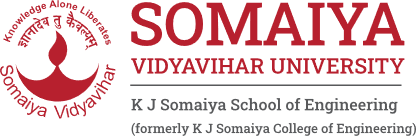 Knowledge Alone Liberates
ज्ञानादेव तु कैवल्यम्
Somaiya Vidyavihar
SOMAIYA
VIDYAVIHAR UNIVERSITY
K J Somaiya School of Engineering
(formerly K J Somaiya College of Engineering)